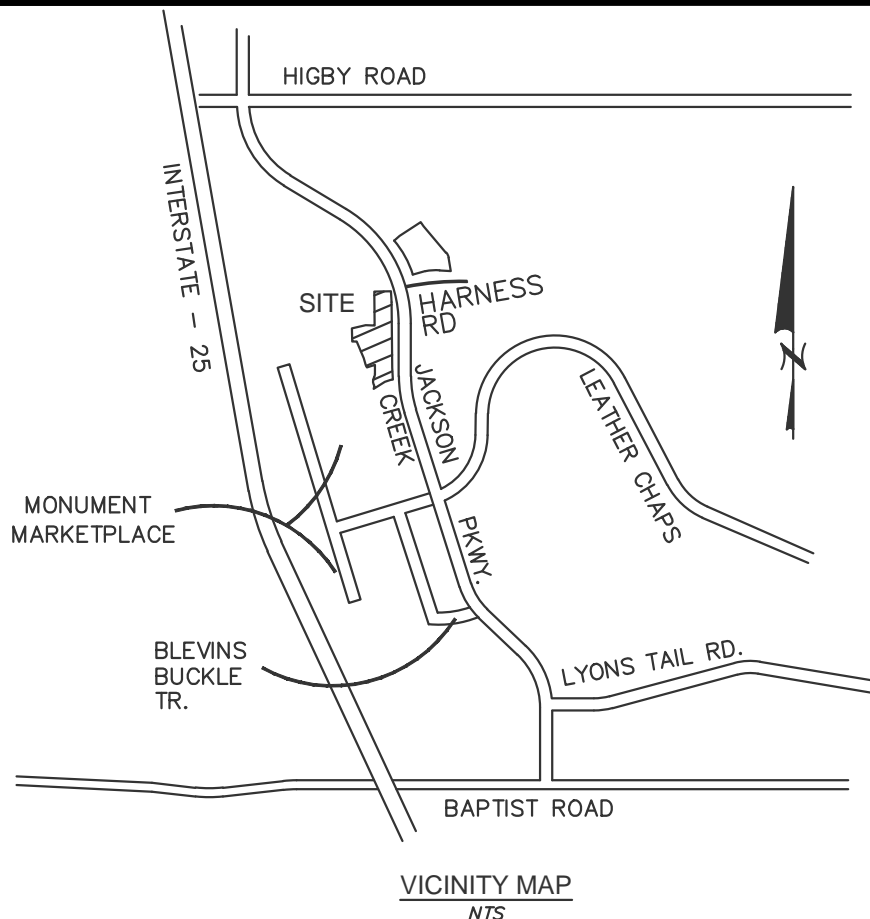 HIGBY ROAD
INTERSTATE - 25
SITE
HARNESS
RD
JACKSON
CREEK
PKWY.
LEATHER CHAPS
N
MONUMENT
MARKETPLACE
BLEVINS
BUCKLE
TR.
LYONS TAIL RD.
BAPTIST ROAD
VICINITY MAP
NTS